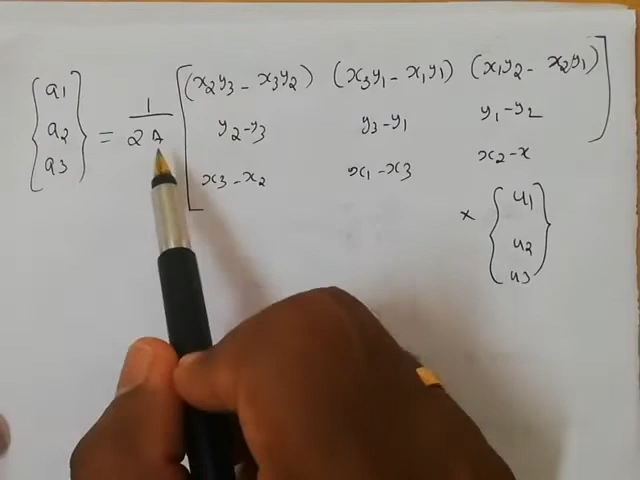 {a1 a2 a3} = 1/2A [(x2y3 - x3y2) (x3y1 - x1y1) (x1y2 - x2y1)
y2-y3 y3-y1 y1-y2
x3-x2 x1-x3 x2-x]
× {u1 u2 u3}